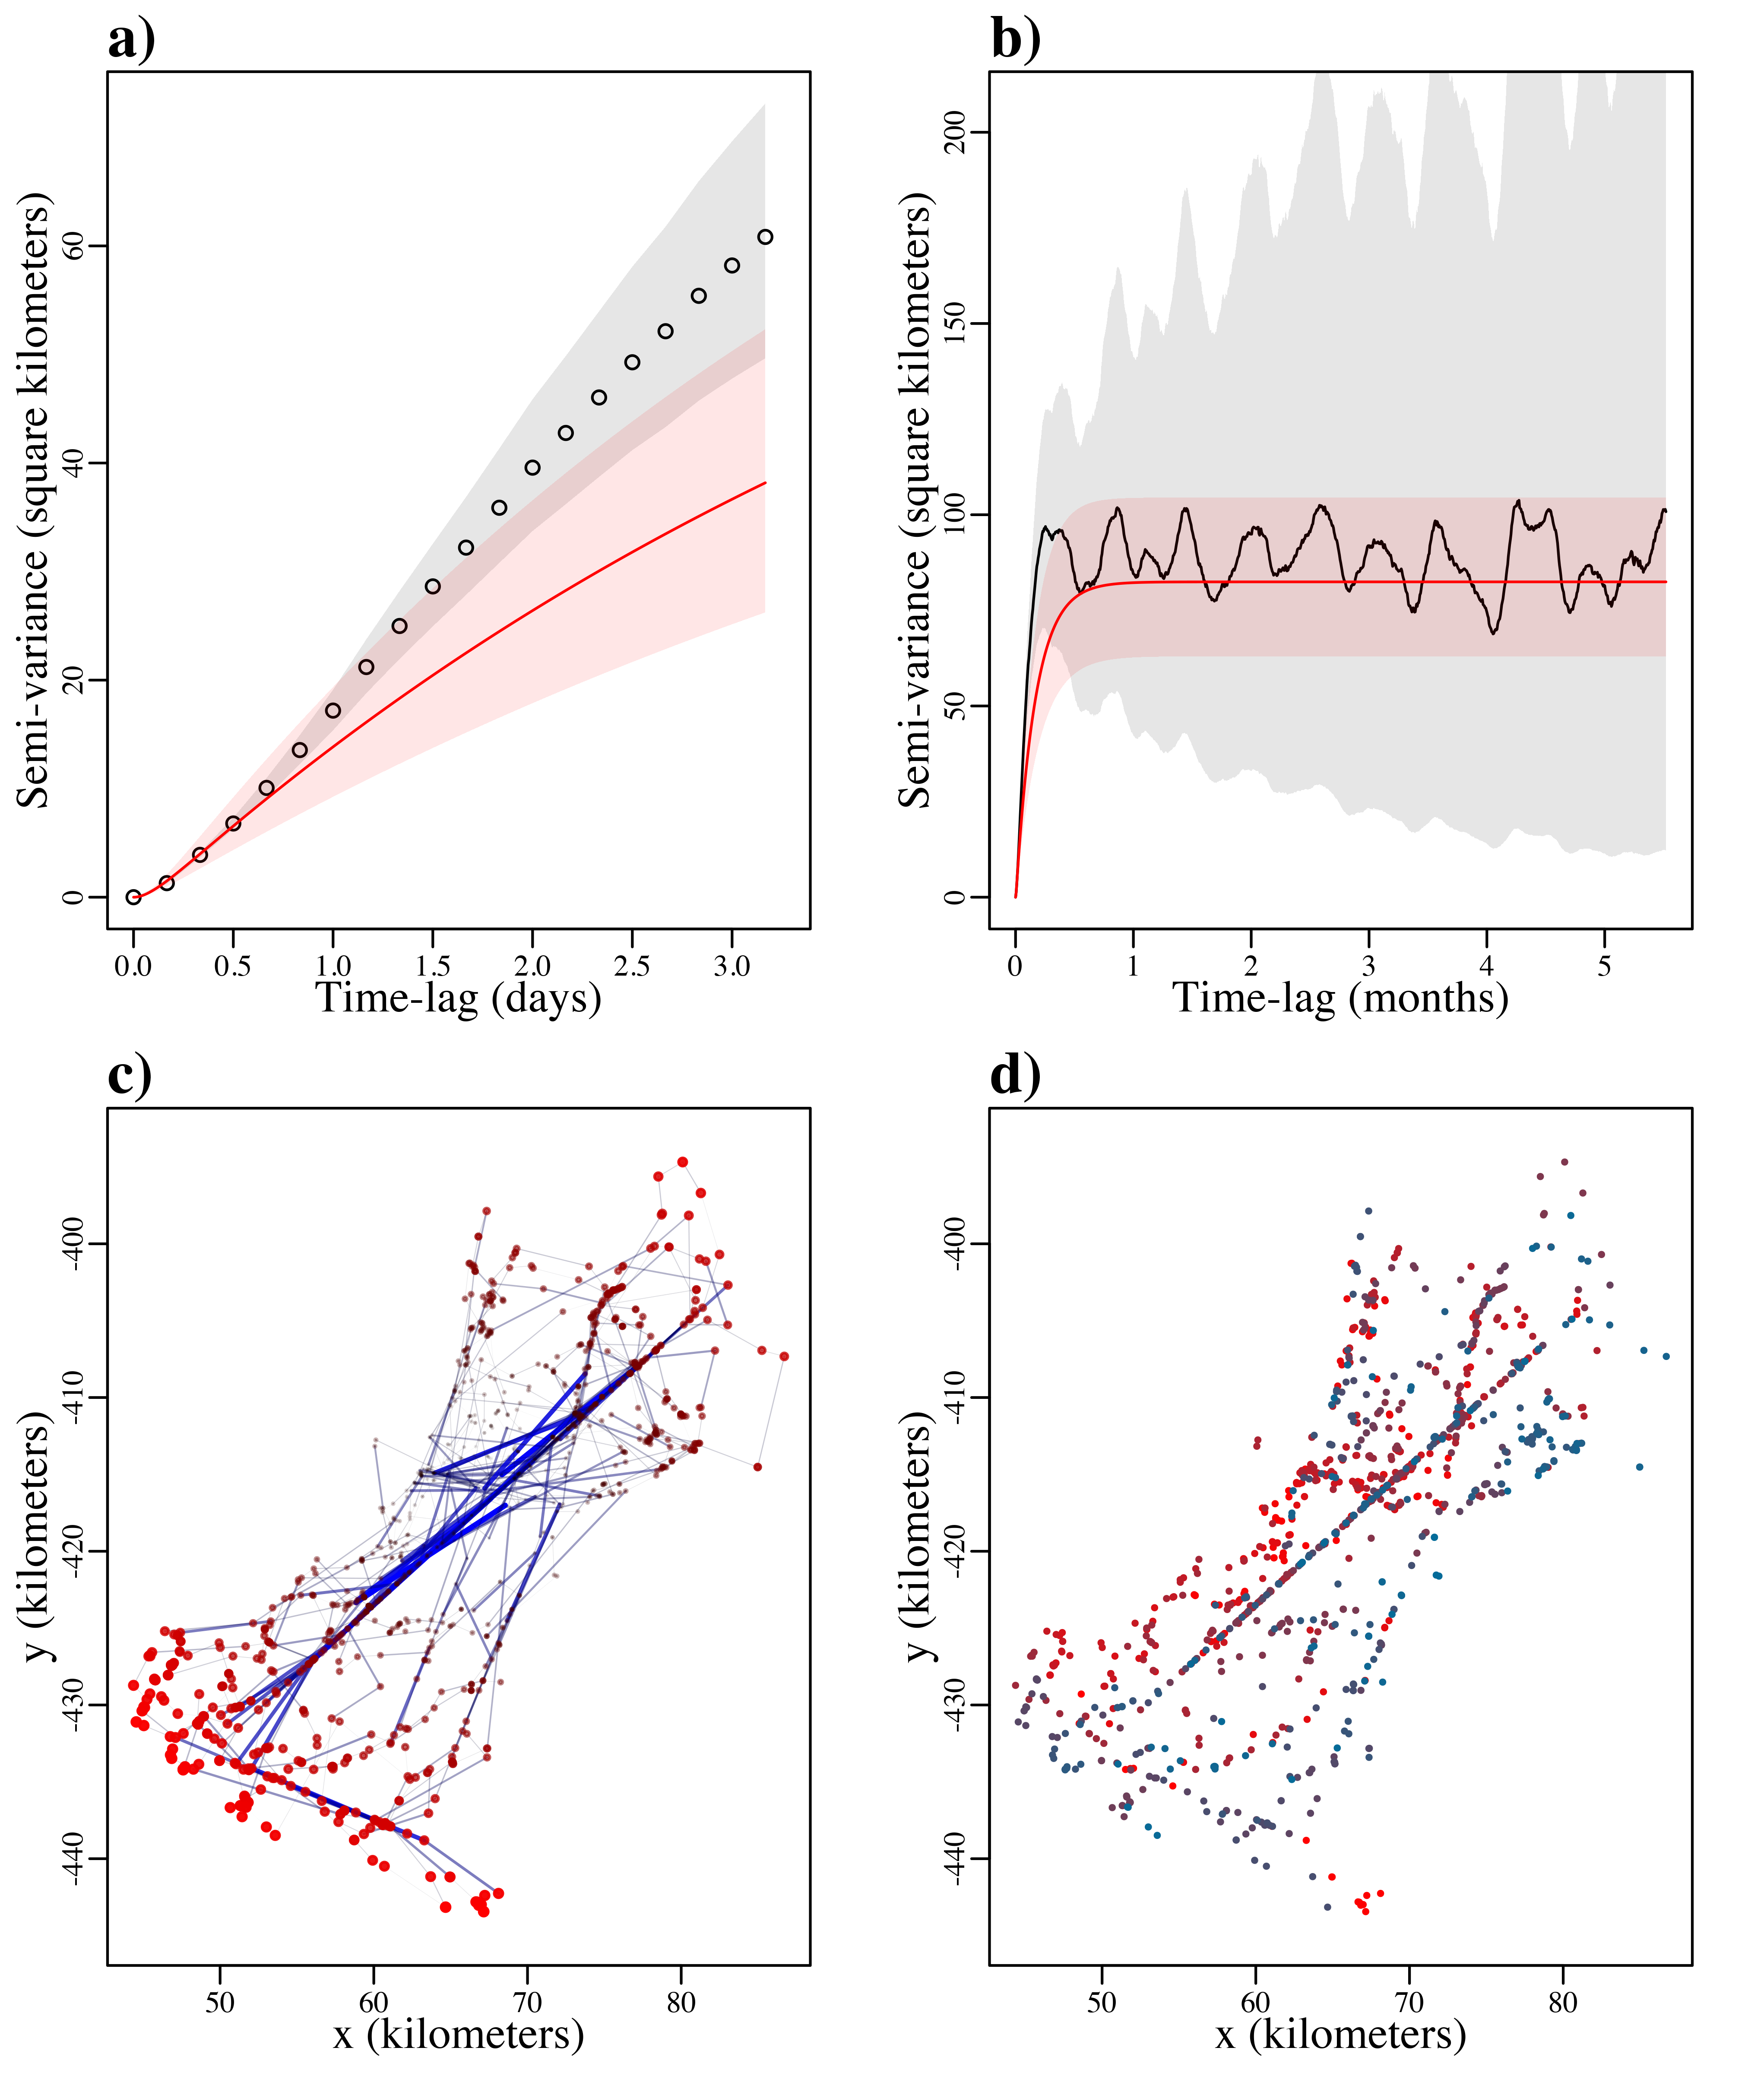 a)
Semi-variance (square kilometers)
60
40
20
0
0.0 0.5 1.0 1.5 2.0 2.5 3.0
Time-lag (days)
b)
Semi-variance (square kilometers)
200
150
100
50
0
0 1 2 3 4 5
Time-lag (months)
c)
y (kilometers)
-400
-410
-420
-430
-440
50 60 70 80
x (kilometers)
d)
y (kilometers)
-400
-410
-420
-430
-440
50 60 70 80
x (kilometers)